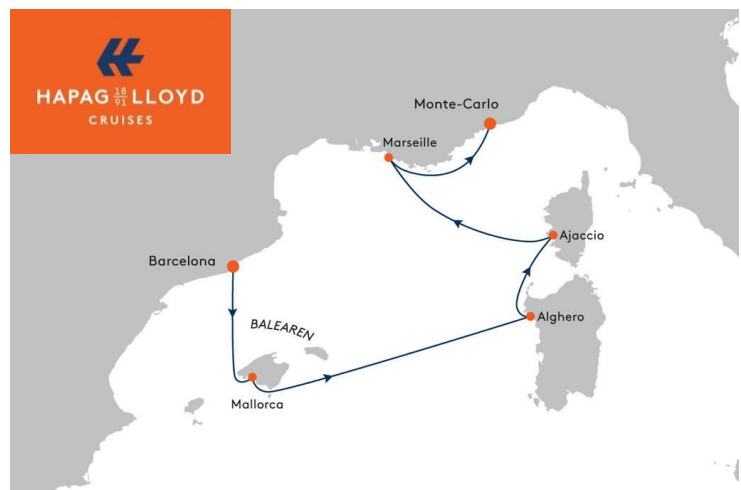 HAPAG 18 91 LLOYD
CRUISES
Monte-Carlo
Marseille
Ajaccio
Barcelona
Alghero
BALEAREN
Mallorca